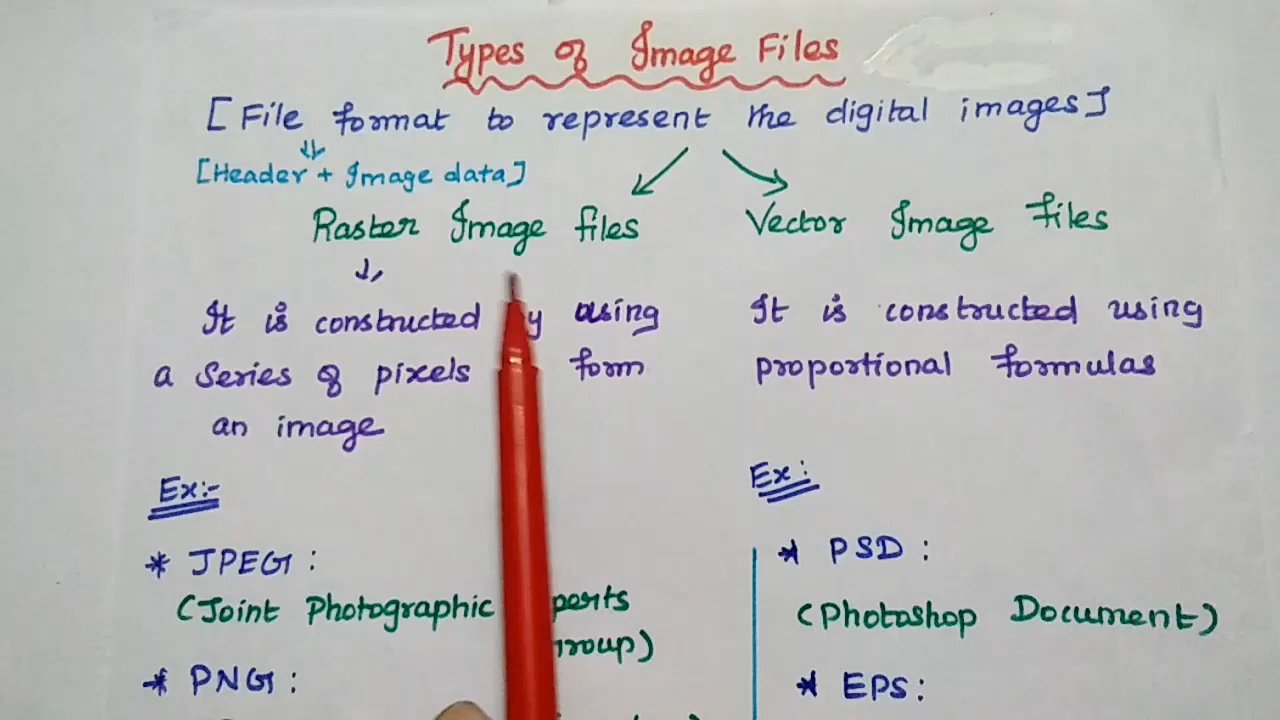 Types of Image Files
[File format to represent the digital images]
[Header + Image data]
Raster Image files
It is constructed y using
a Series of pixels form
an image
Ex:-
* JPEG:
(Joint Photographic perts
roup)
* PNG:
Vector Image Files
It is constructed using
proportional formulas
Ex:
* PSD:
(Photoshop Document)
* EPS: